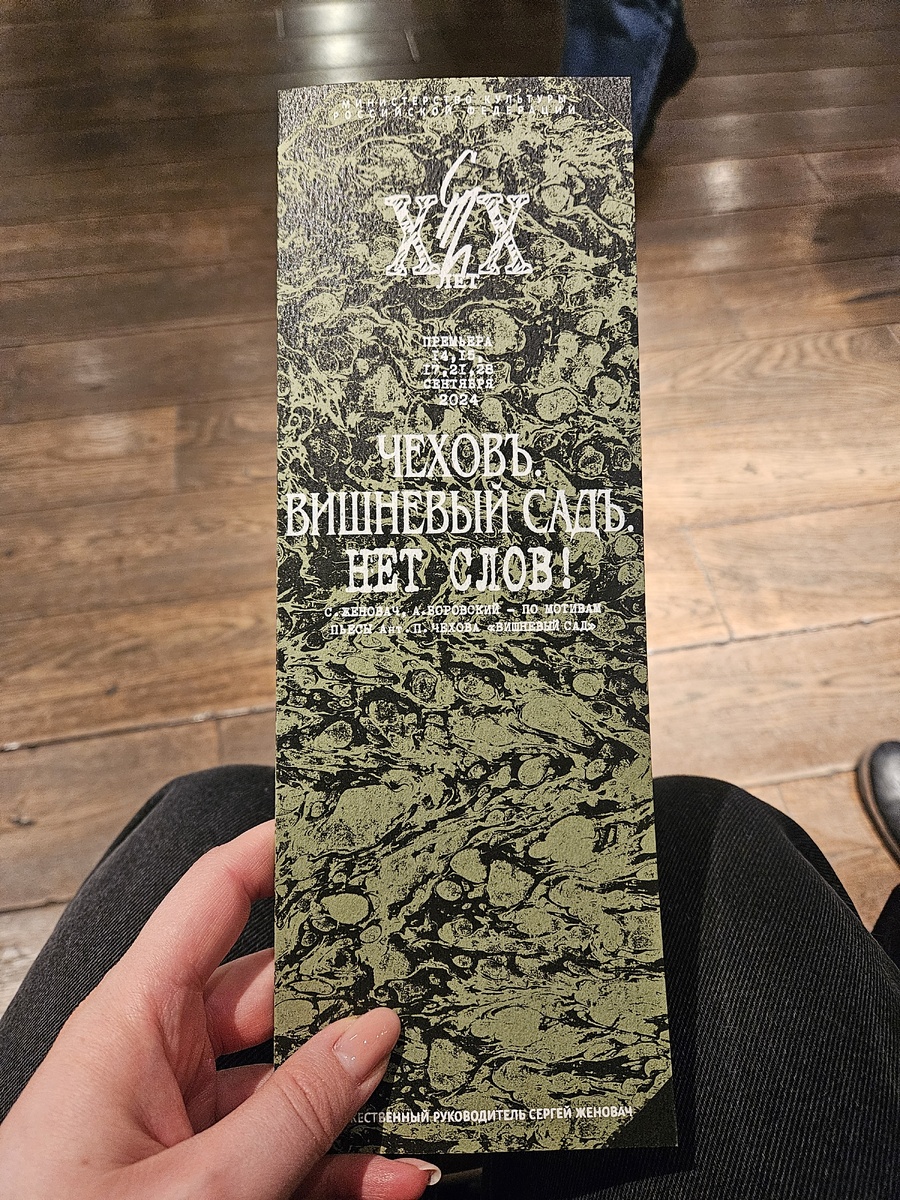 МИНИСТЕРСТВО КУЛЬТУРЫ
РОССИЙСКОЙ ФЕДЕРАЦИИ
XIX
ЛЕТ
ПРЕМЬЕРА
14,15,
17,21,28
СЕНТЯБРЯ
2024
ЧЕХОВЪ.
ВИШНЕВЫЙ САДЪ.
НЕТ СЛОВ!
С. ЖЕНОВАЧ, А.БОРОВСКИЙ – ПО МОТИВАМ
ПЬЕСЫ Ант. П. ЧЕХОВА «ВИШНЕВЫЙ САД»
РУКОВОДИТЕЛЬ СЕРГЕЙ ЖЕНОВАЧ